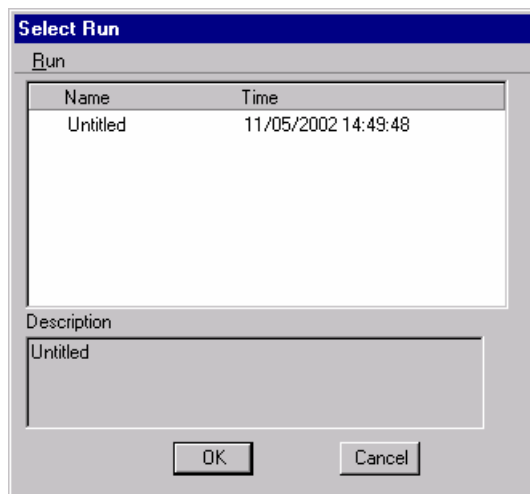 Select Run
Run
Name Time
Untitled 11/05/2002 14:49:48
Description
Untitled
OK Cancel